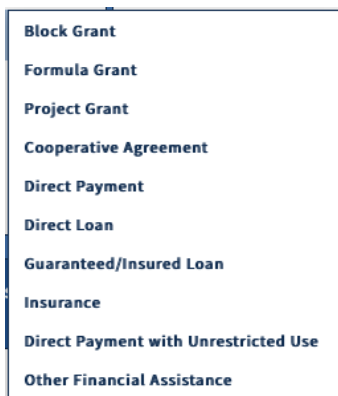 Block Grant
Formula Grant
Project Grant
Cooperative Agreement
Direct Payment
Direct Loan
Guaranteed/Insured Loan
Insurance
Direct Payment with Unrestricted Use
Other Financial Assistance